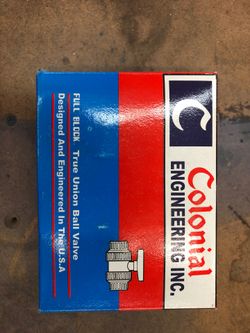 C
Colonial
ENGINEERING INC.
FULL BLOCK True Union Ball Valve
Designed And Engineered In The U.S.A